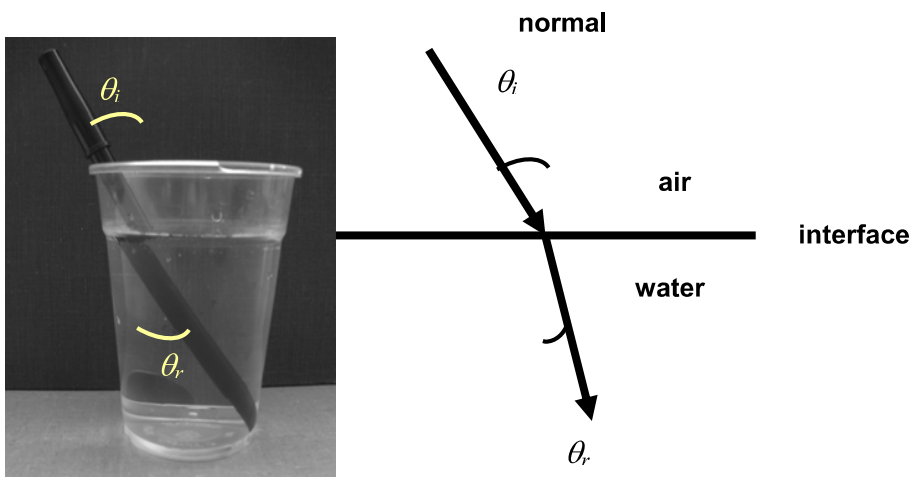 θi
θr
normal
θi
air
interface
water
θr